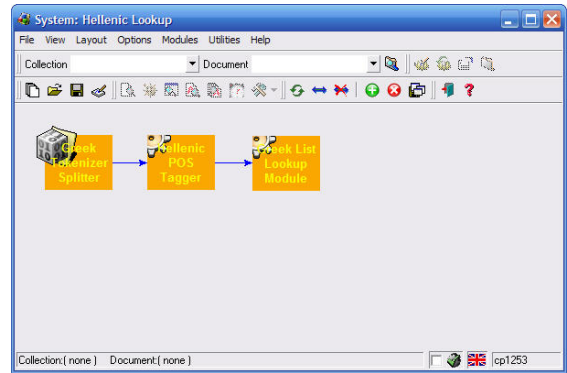 System: Hellenic Lookup
File View Layout Options Modules Utilities Help
Collection Document
Greek Tokenizer Splitter
Hellenic POS Tagger
Greek List Lookup Module
Collection:( none ) Document:( none ) cp1253